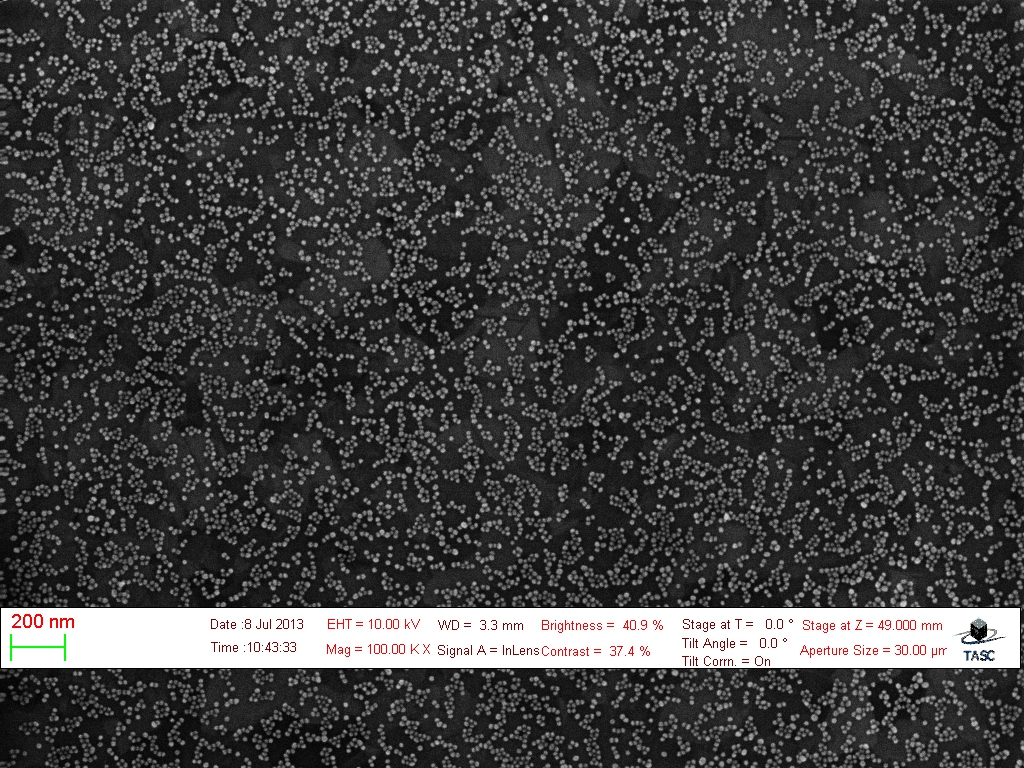 200 nm
Date :8 Jul 2013
Time :10:43:33
EHT = 10.00 kV
Mag = 100.00 K X
WD = 3.3 mm
Signal A = InLens
Brightness = 40.9 %
Contrast = 37.4 %
Stage at T = 0.0 °
Tilt Angle = 0.0 °
Tilt Corrn. = On
Stage at Z = 49.000 mm
Aperture Size = 30.00 µm
TASC